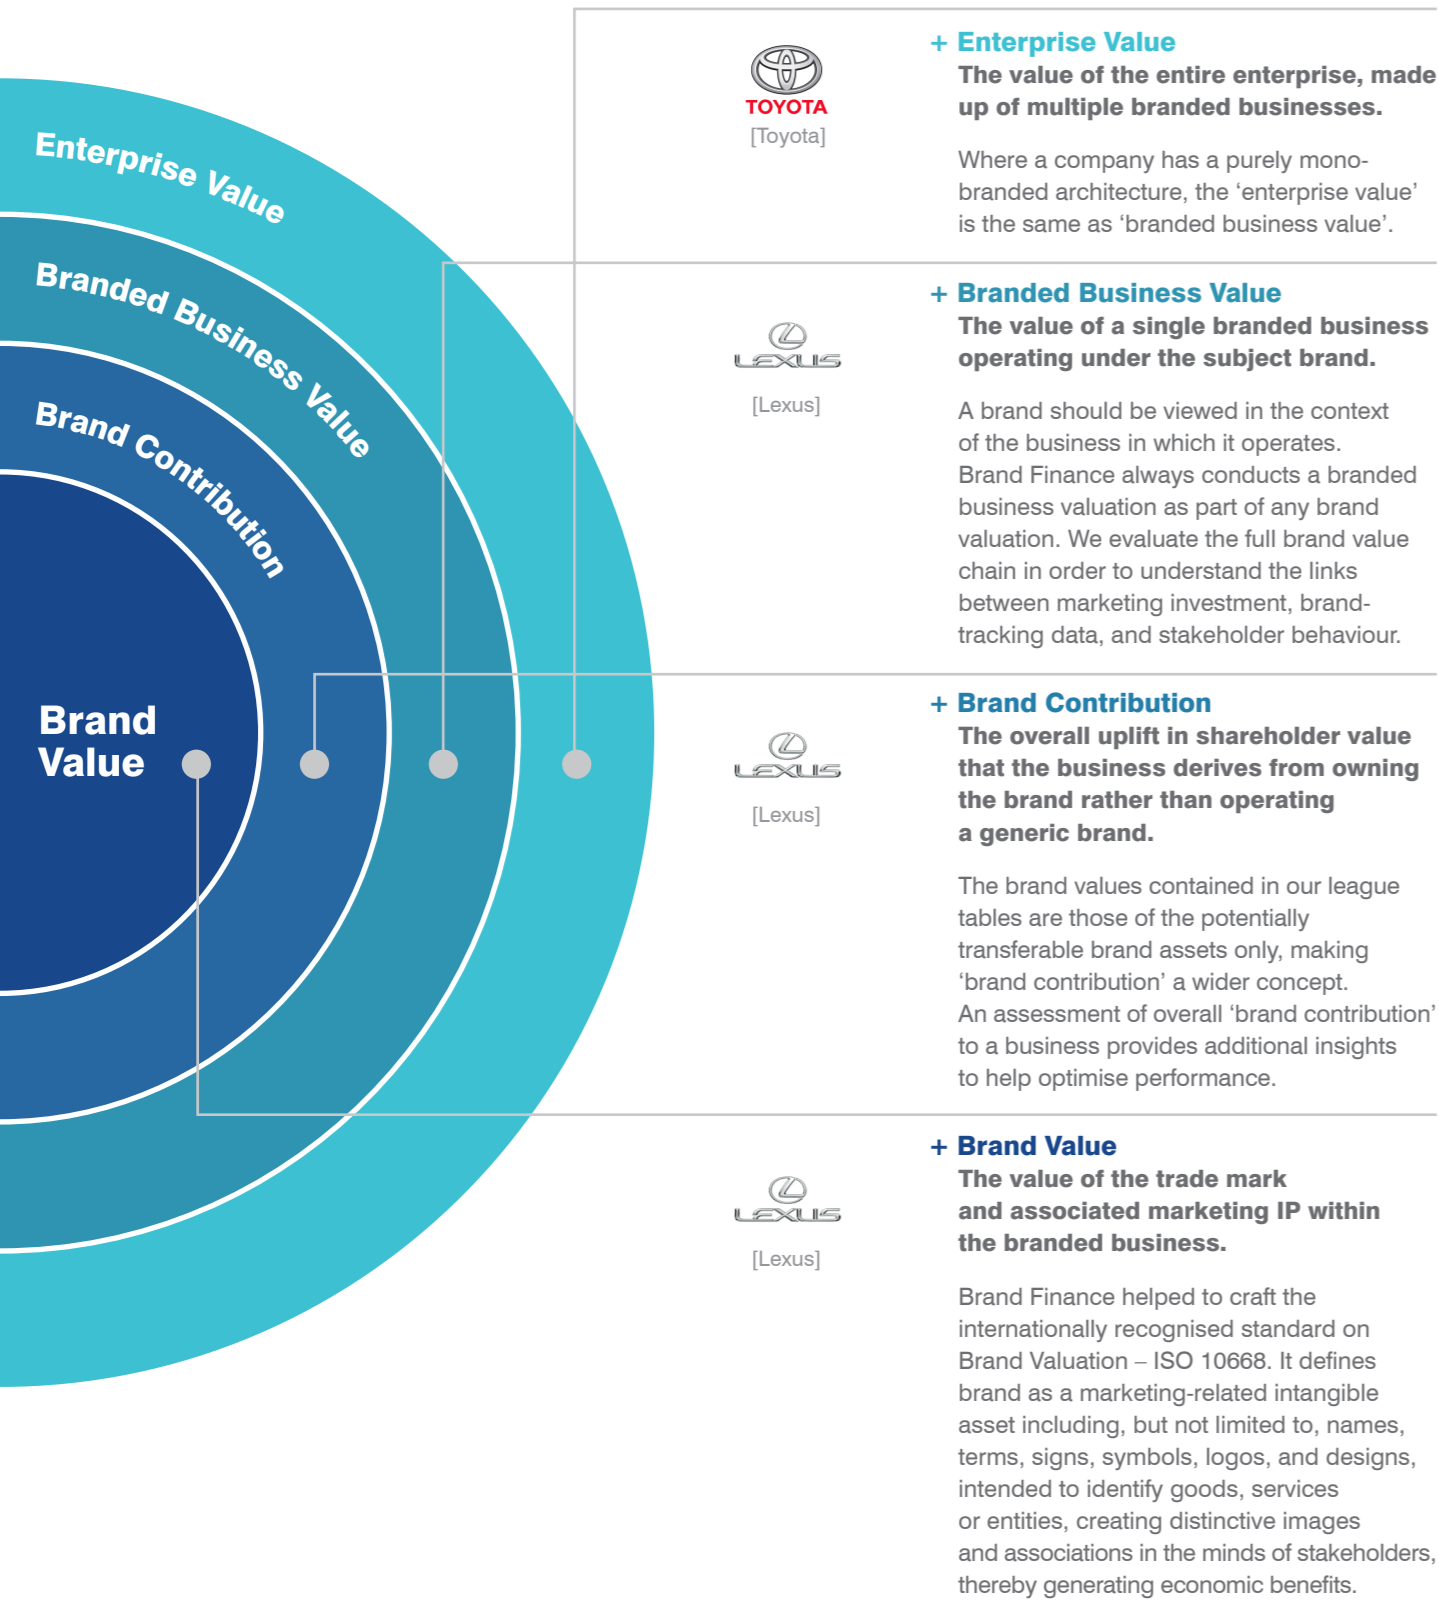 Enterprise Value
Branded Business Value
Brand Contribution
Brand
Value
TOYOTA
[Toyota]
+ Enterprise Value
The value of the entire enterprise, made
up of multiple branded businesses.
Where a company has a purely mono-
branded architecture, the ‘enterprise value’
is the same as ‘branded business value’.
LEXUS
[Lexus]
+ Branded Business Value
The value of a single branded business
operating under the subject brand.
A brand should be viewed in the context
of the business in which it operates.
Brand Finance always conducts a branded
business valuation as part of any brand
valuation. We evaluate the full brand value
chain in order to understand the links
between marketing investment, brand-
tracking data, and stakeholder behaviour.
LEXUS
[Lexus]
+ Brand Contribution
The overall uplift in shareholder value
that the business derives from owning
the brand rather than operating
a generic brand.
The brand values contained in our league
tables are those of the potentially
transferable brand assets only, making
‘brand contribution’ a wider concept.
An assessment of overall ‘brand contribution’
to a business provides additional insights
to help optimise performance.
LEXUS
[Lexus]
+ Brand Value
The value of the trade mark
and associated marketing IP within
the branded business.
Brand Finance helped to craft the
internationally recognised standard on
Brand Valuation – ISO 10668. It defines
brand as a marketing-related intangible
asset including, but not limited to, names,
terms, signs, symbols, logos, and designs,
intended to identify goods, services
or entities, creating distinctive images
and associations in the minds of stakeholders,
thereby generating economic benefits.